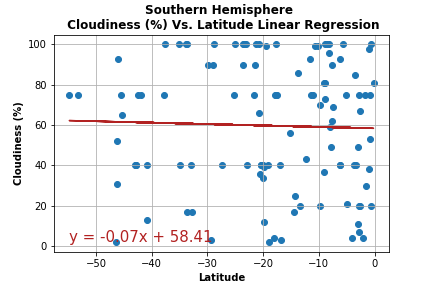 Southern Hemisphere
Cloudiness (%) Vs. Latitude Linear Regression
100
80
60
40
20
0
Cloudiness (%)
y = -0.07x + 58.41
−50
−40
−30
−20
−10
0
Latitude